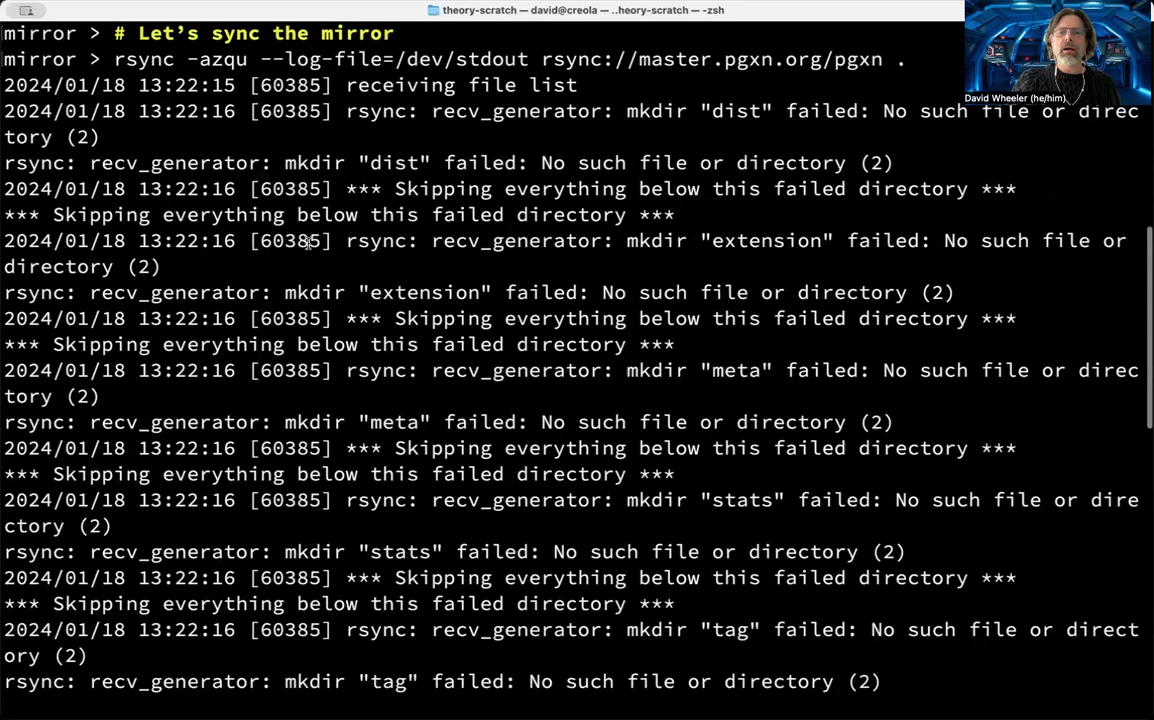 theory-scratch — david@creola — ..heory-scratch — -zsh
mirror > # Let’s sync the mirror
mirror > rsync -azqu --log-file=/dev/stdout rsync://master.pgxn.org/pgxn .
2024/01/18 13:22:15 [60385] receiving file list
David Wheeler (he/him)
2024/01/18 13:22:16 [60385] rsync: recv_generator: mkdir "dist" failed: No such file or direc
tory (2)
rsync: recv_generator: mkdir "dist" failed: No such file or directory (2)
2024/01/18 13:22:16 [60385] *** Skipping everything below this failed directory ***
*** Skipping everything below this failed directory ***
2024/01/18 13:22:16 [60385] rsync: recv_generator: mkdir "extension" failed: No such file or
directory (2)
rsync: recv_generator: mkdir "extension" failed: No such file or directory (2)
2024/01/18 13:22:16 [60385] *** Skipping everything below this failed directory ***
*** Skipping everything below this failed directory ***
2024/01/18 13:22:16 [60385] rsync: recv_generator: mkdir "meta" failed: No such file or direc
tory (2)
rsync: recv_generator: mkdir "meta" failed: No such file or directory (2)
2024/01/18 13:22:16 [60385] *** Skipping everything below this failed directory ***
*** Skipping everything below this failed directory ***
2024/01/18 13:22:16 [60385] rsync: recv_generator: mkdir "stats" failed: No such file or dire
ctory (2)
rsync: recv_generator: mkdir "stats" failed: No such file or directory (2)
2024/01/18 13:22:16 [60385] *** Skipping everything below this failed directory ***
*** Skipping everything below this failed directory ***
2024/01/18 13:22:16 [60385] rsync: recv_generator: mkdir "tag" failed: No such file or direct
ory (2)
rsync: recv_generator: mkdir "tag" failed: No such file or directory (2)